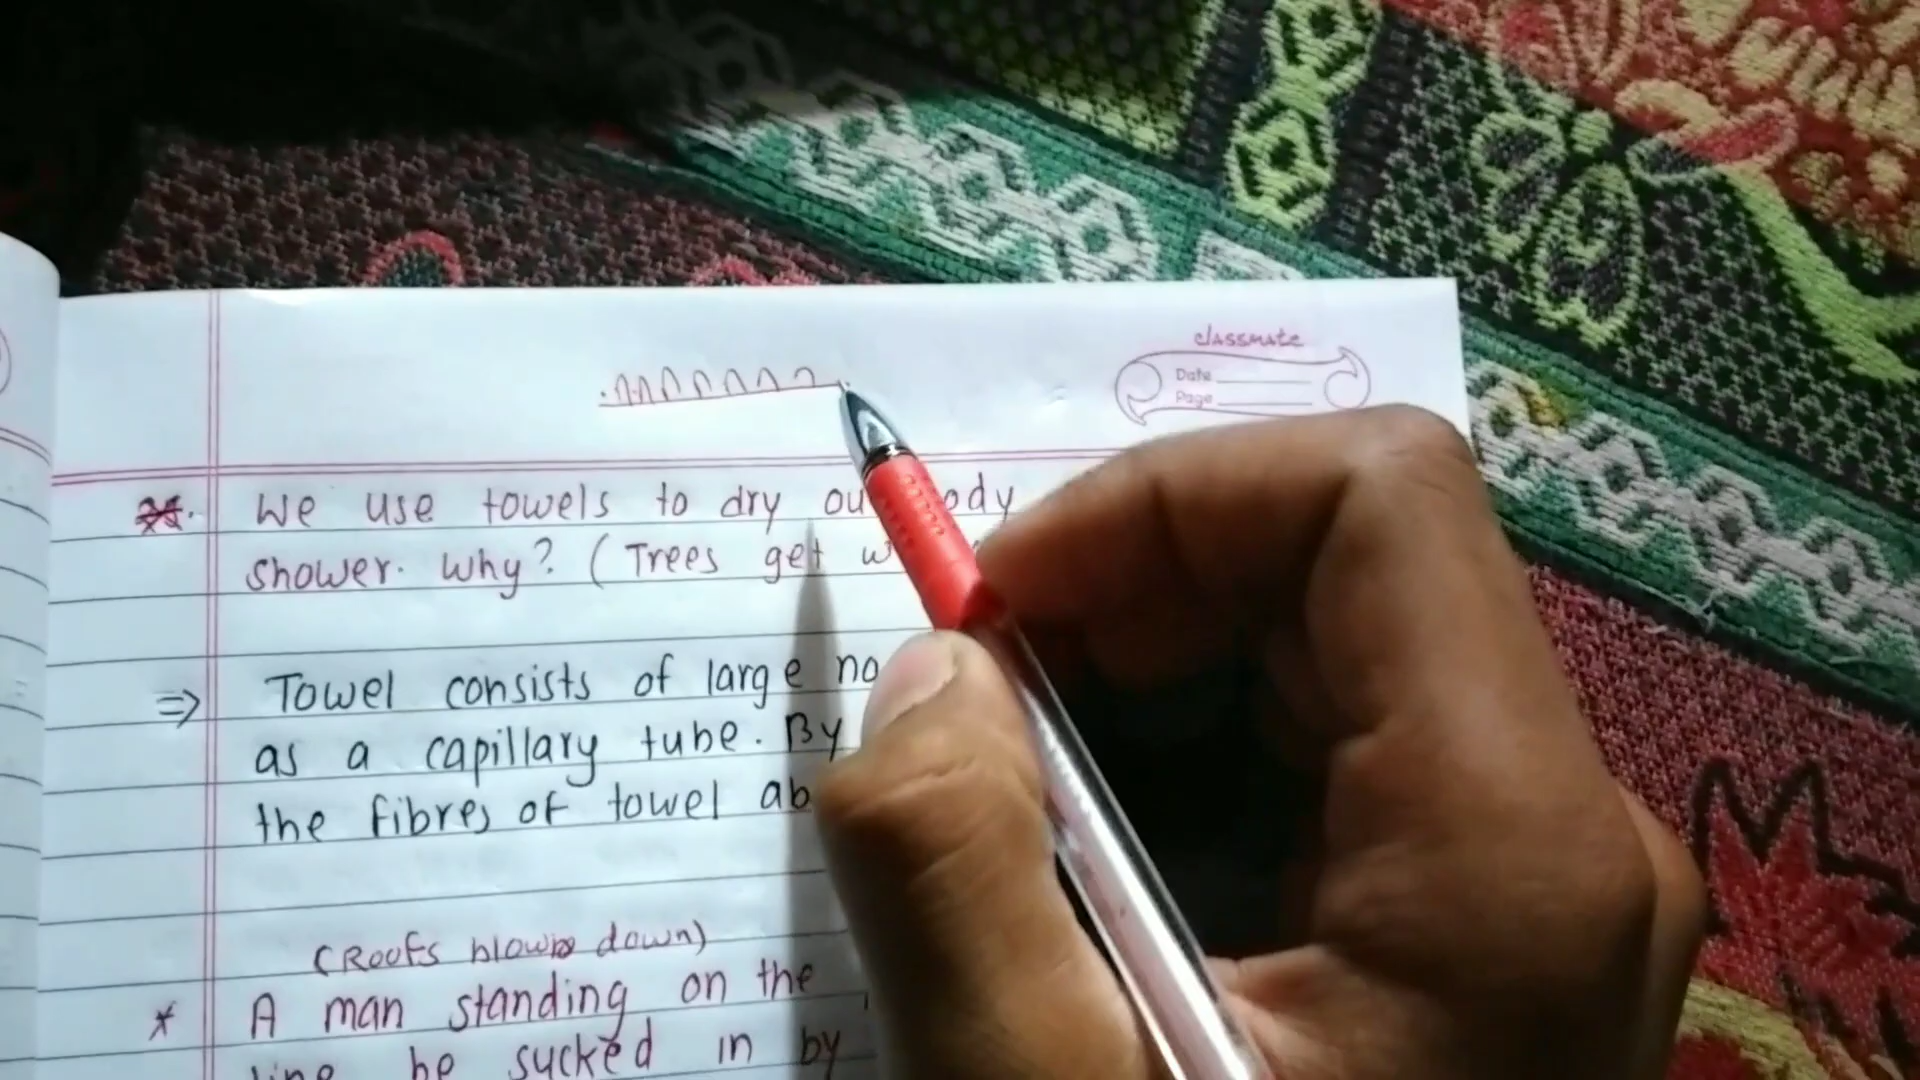 classmate
Date
Page
We use towels to dry ou ody
shower. Why? (Trees get w
⇒ Towel consists of large no
as a capillary tube. By
the fibres of towel ab
(Roofs blown down)
* A man standing on the
line be sucked in by